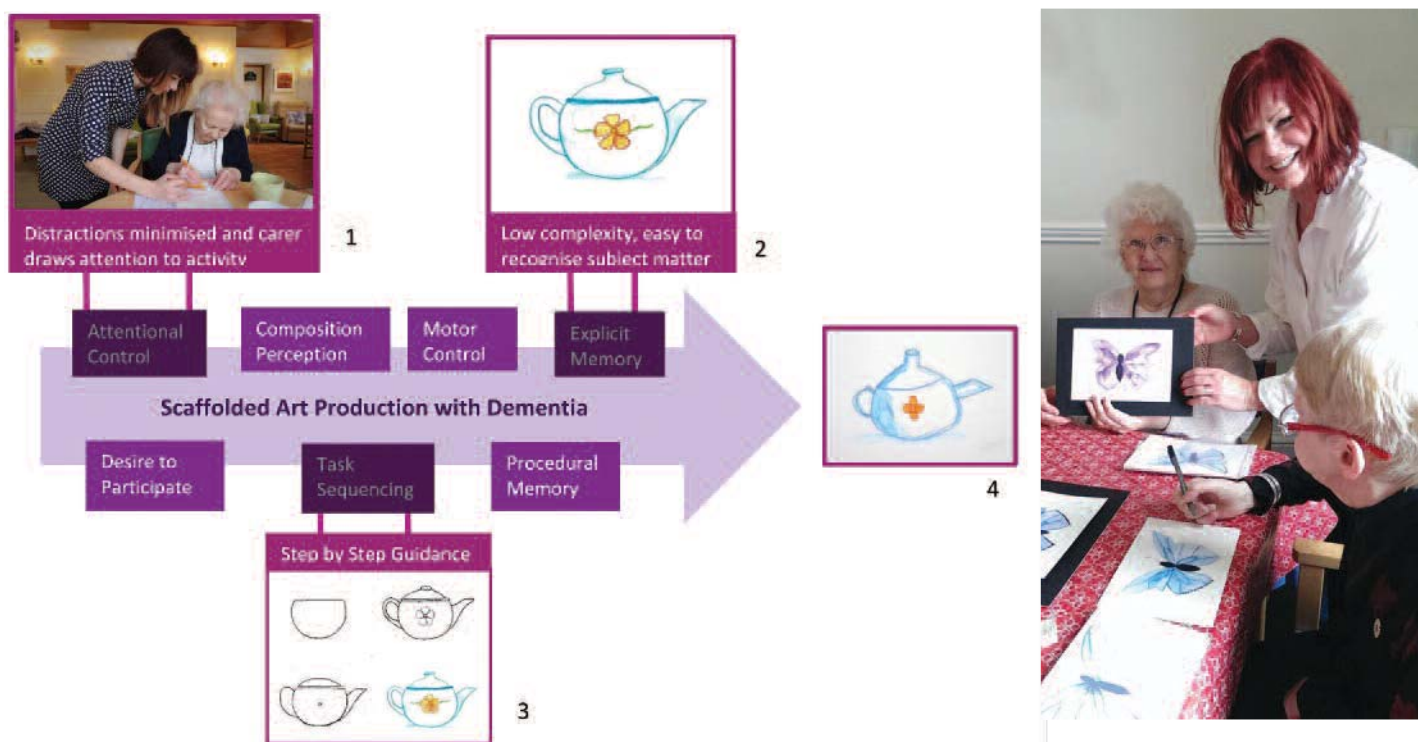 Distractions minimised and carer
draws attention to activity
1
Low complexity, easy to
recognise subject matter
2
Attentional
Control
Composition
Perception
Motor
Control
Explicit
Memory
Scaffolded Art Production with Dementia
Desire to
Participate
Task
Sequencing
Procedural
Memory
4
Step by Step Guidance
3